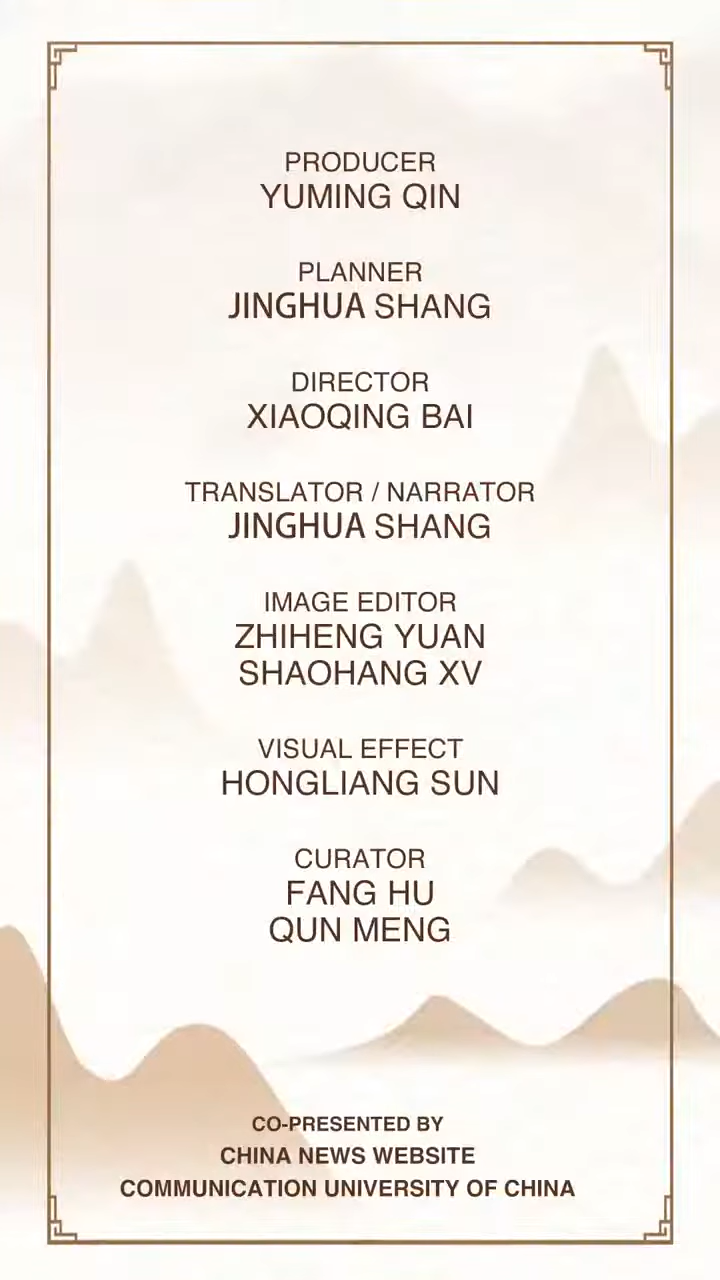 PRODUCER
YUMING QIN
PLANNER
JINGHUA SHANG
DIRECTOR
XIAOQING BAI
TRANSLATOR / NARRATOR
JINGHUA SHANG
IMAGE EDITOR
ZHIHENG YUAN
SHAOHANG XV
VISUAL EFFECT
HONGLIANG SUN
CURATOR
FANG HU
QUN MENG
CO-PRESENTED BY
CHINA NEWS WEBSITE
COMMUNICATION UNIVERSITY OF CHINA